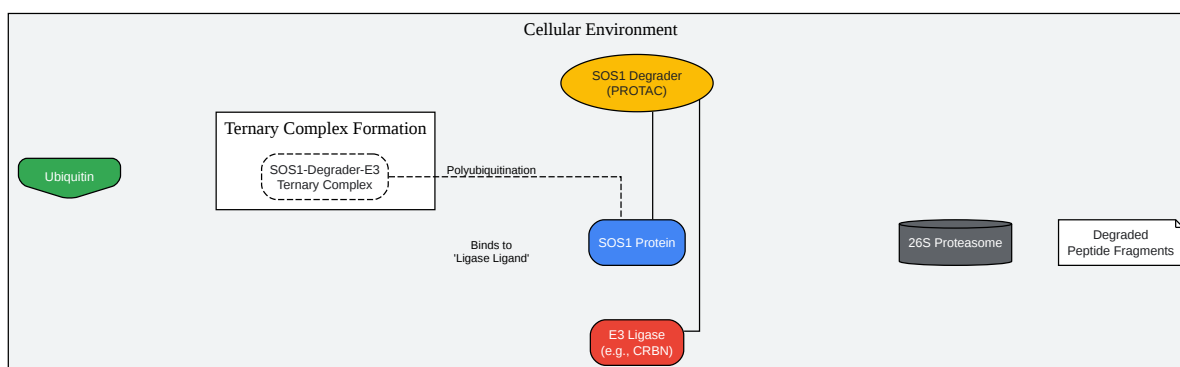 Cellular Environment
SOS1 Degrader
(PROTAC)
Ternary Complex Formation
SOS1-Degrader-E3
Ternary Complex
Polyubiquitination
Ubiquitin
Binds to
'Ligase Ligand'
SOS1 Protein
26S Proteasome
Degraded
Peptide Fragments
E3 Ligase
(e.g., CRBN)